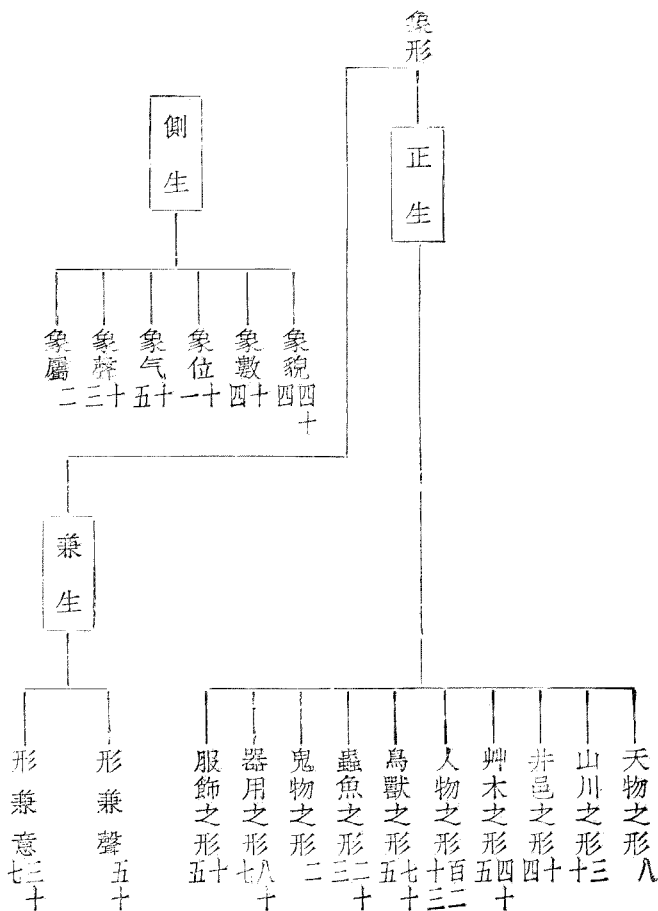 象形
正生
天物之形八
山川之形三十
井邑之形十四
艸木之形四十五
人物之形百二十三
鳥獸之形七十五
蟲魚之形二十三
鬼物之形二
器用之形八十七
服飾之形十五
側生
象貌四十四
象數十四
象位十一
象气十五
象聲十三
象屬二
兼生
形兼聲五十
形兼意三十七